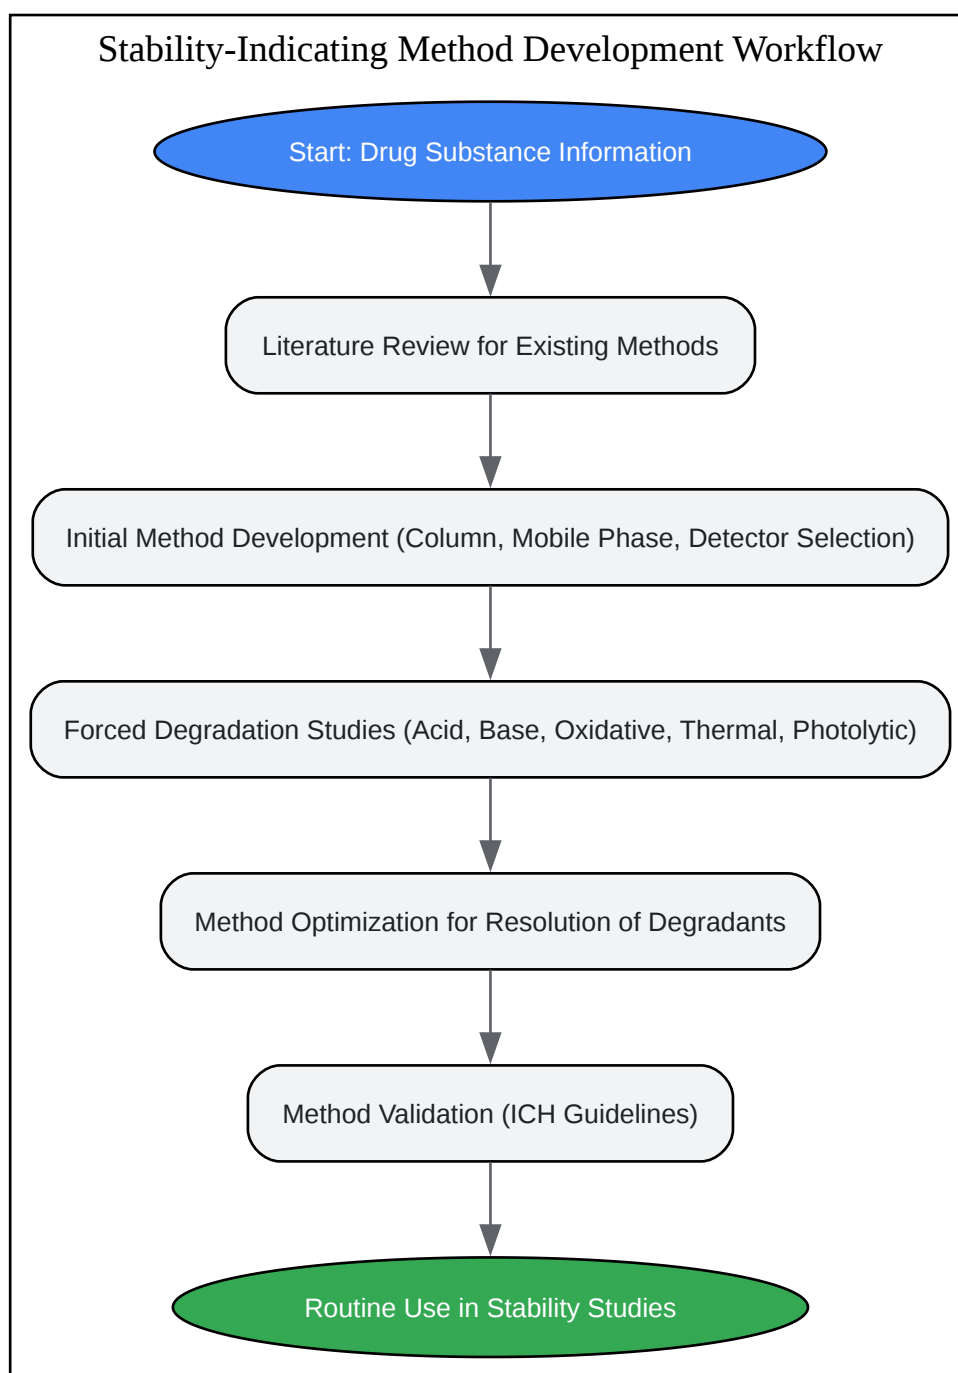 Stability-Indicating Method Development Workflow
Start: Drug Substance Information
Literature Review for Existing Methods
Initial Method Development (Column, Mobile Phase, Detector Selection)
Forced Degradation Studies (Acid, Base, Oxidative, Thermal, Photolytic)
Method Optimization for Resolution of Degradants
Method Validation (ICH Guidelines)
Routine Use in Stability Studies